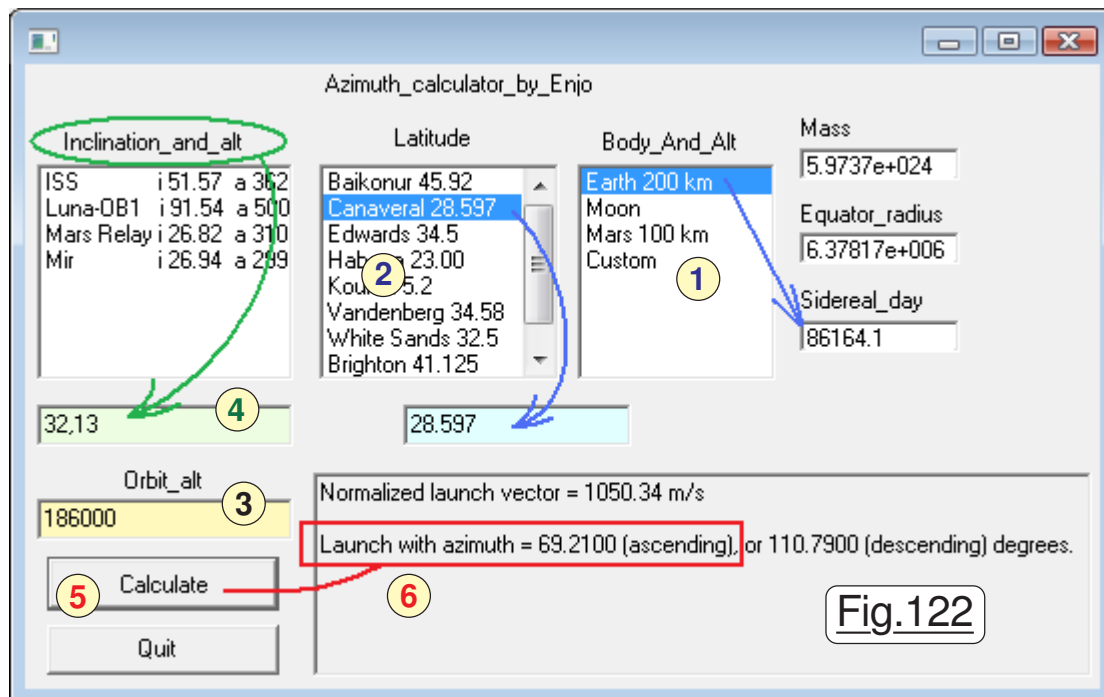 Azimuth_calculator_by_Enjo
Inclination_and_alt
ISS i 51.57 a 362
Luna-OB1 i 91.54 a 500
Mars Relay i 26.82 a 310
Mir i 26.94 a 299
32,13
4
Latitude
Baikonur 45.92
Canaveral 28.597
Edwards 34.5
23.00
5.2
Vandenberg 34.58
White Sands 32.5
Brighton 41.125
2
28.597
Body_And_Alt
Earth 200 km
Moon
Mars 100 km
Custom
1
Mass
5.9737e+024
Equator_radius
6.37817e+006
Sidereal_day
86164.1
Orbit_alt
186000
3
Calculate
5
Quit
Normalized launch vector = 1050.34 m/s
Launch with azimuth = 69.2100 (ascending), or 110.7900 (descending) degrees.
6
Fig.122